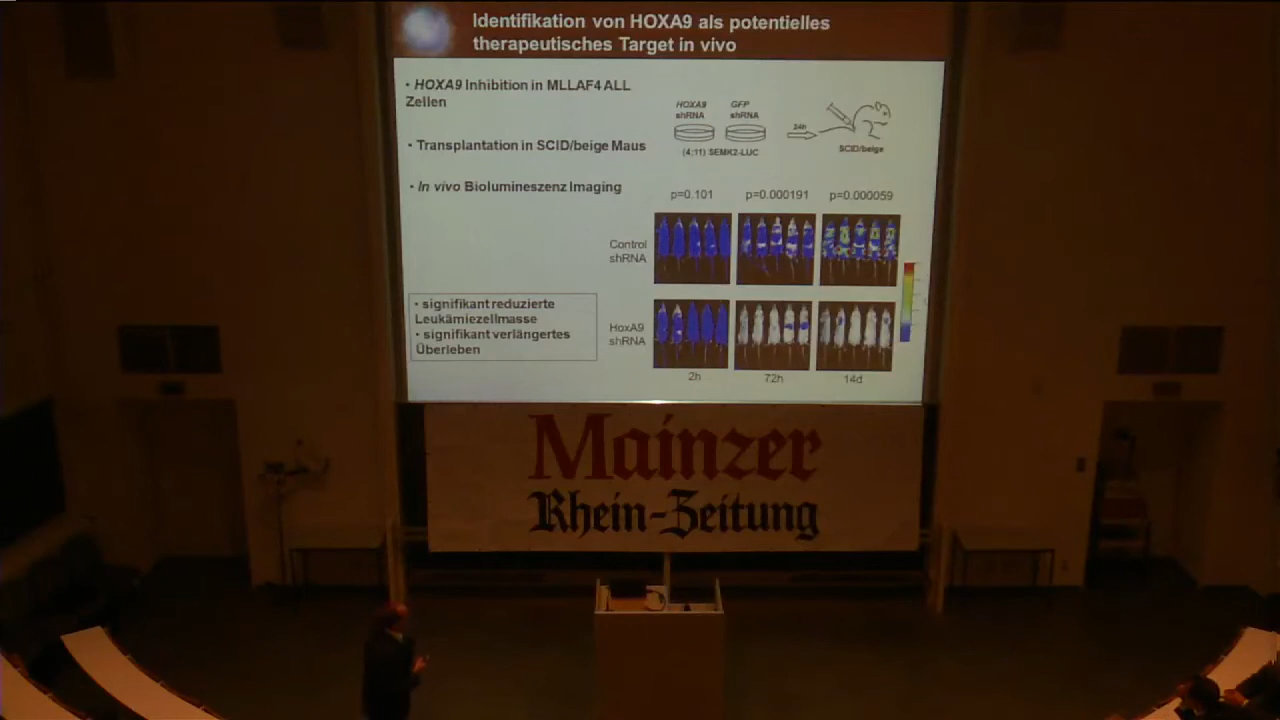 Identifikation von HOXA9 als potentielles
therapeutisches Target in vivo
• HOXA9 Inhibition in MLLAF4 ALL
Zellen
• Transplantation in SCID/beige Maus
• In vivo Biolumineszenz Imaging
HOXA9
shRNA
GFP
shRNA
24h
(4;11) SEMK2-LUC
SCID/beige
p=0.101
p=0.000191
p=0.000059
Control
shRNA
• signifikant reduzierte
Leukämiezellmasse
• signifikant verlängertes
Überleben
HoxA9
shRNA
2h
72h
14d
Mainzer
Rhein-Zeitung